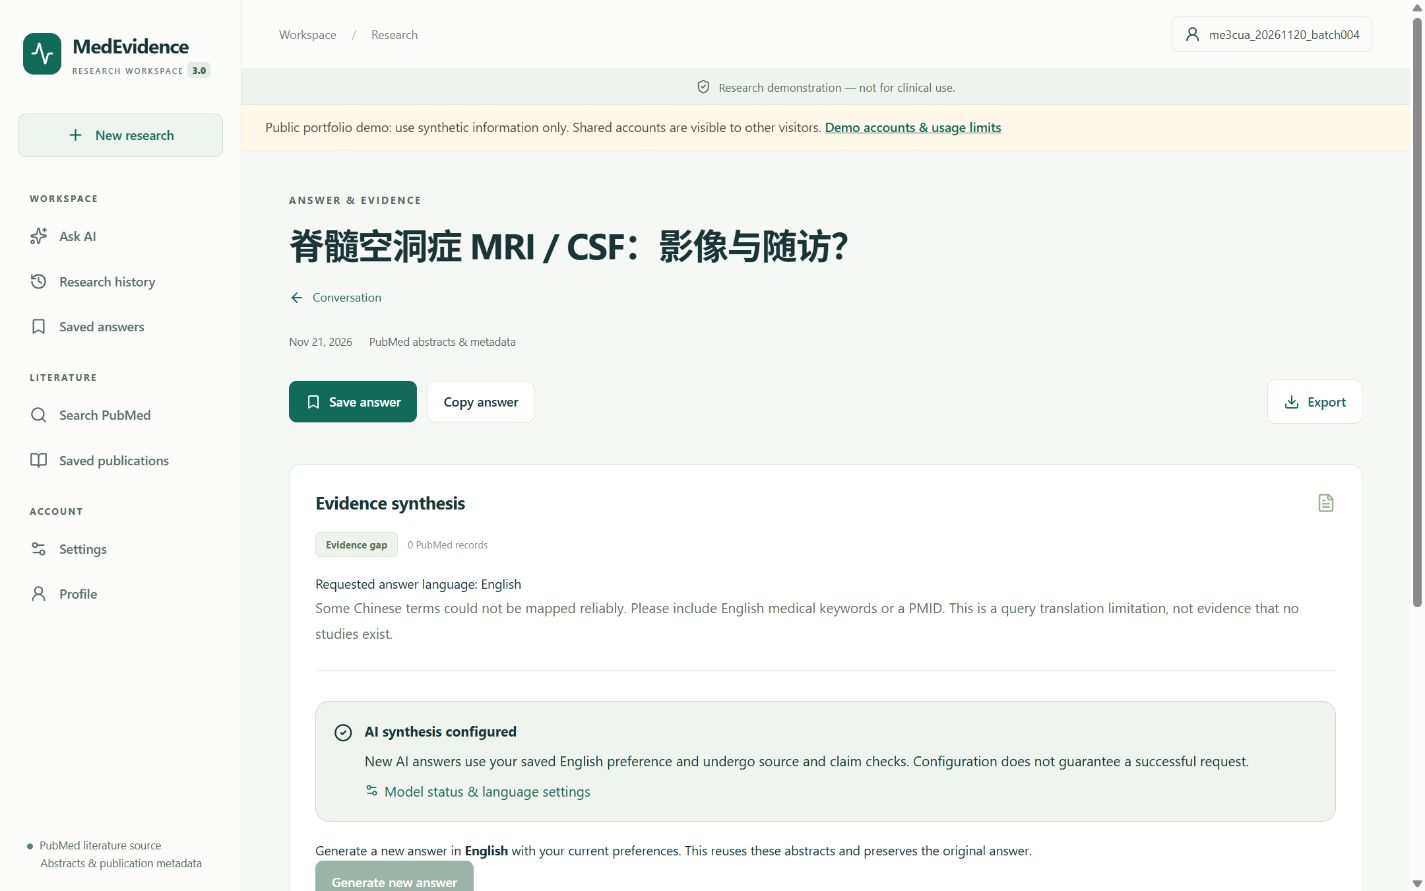 MedEvidence
RESEARCH WORKSPACE 3.0
New research
WORKSPACE
Ask AI
Research history
Saved answers
LITERATURE
Search PubMed
Saved publications
ACCOUNT
Settings
Profile
PubMed literature source
Abstracts & publication metadata
Workspace / Research
me3cua_20261120_batch004
Research demonstration — not for clinical use.
Public portfolio demo: use synthetic information only. Shared accounts are visible to other visitors. Demo accounts & usage limits
ANSWER & EVIDENCE
脊髓空洞症 MRI / CSF：影像与随访？
Conversation
Nov 21, 2026 PubMed abstracts & metadata
Save answer
Copy answer
Export
Evidence synthesis
Evidence gap 0 PubMed records
Requested answer language: English
Some Chinese terms could not be mapped reliably. Please include English medical keywords or a PMID. This is a query translation limitation, not evidence that no
studies exist.
AI synthesis configured
New AI answers use your saved English preference and undergo source and claim checks. Configuration does not guarantee a successful request.
Model status & language settings
Generate a new answer in English with your current preferences. This reuses these abstracts and preserves the original answer.
Generate new answer